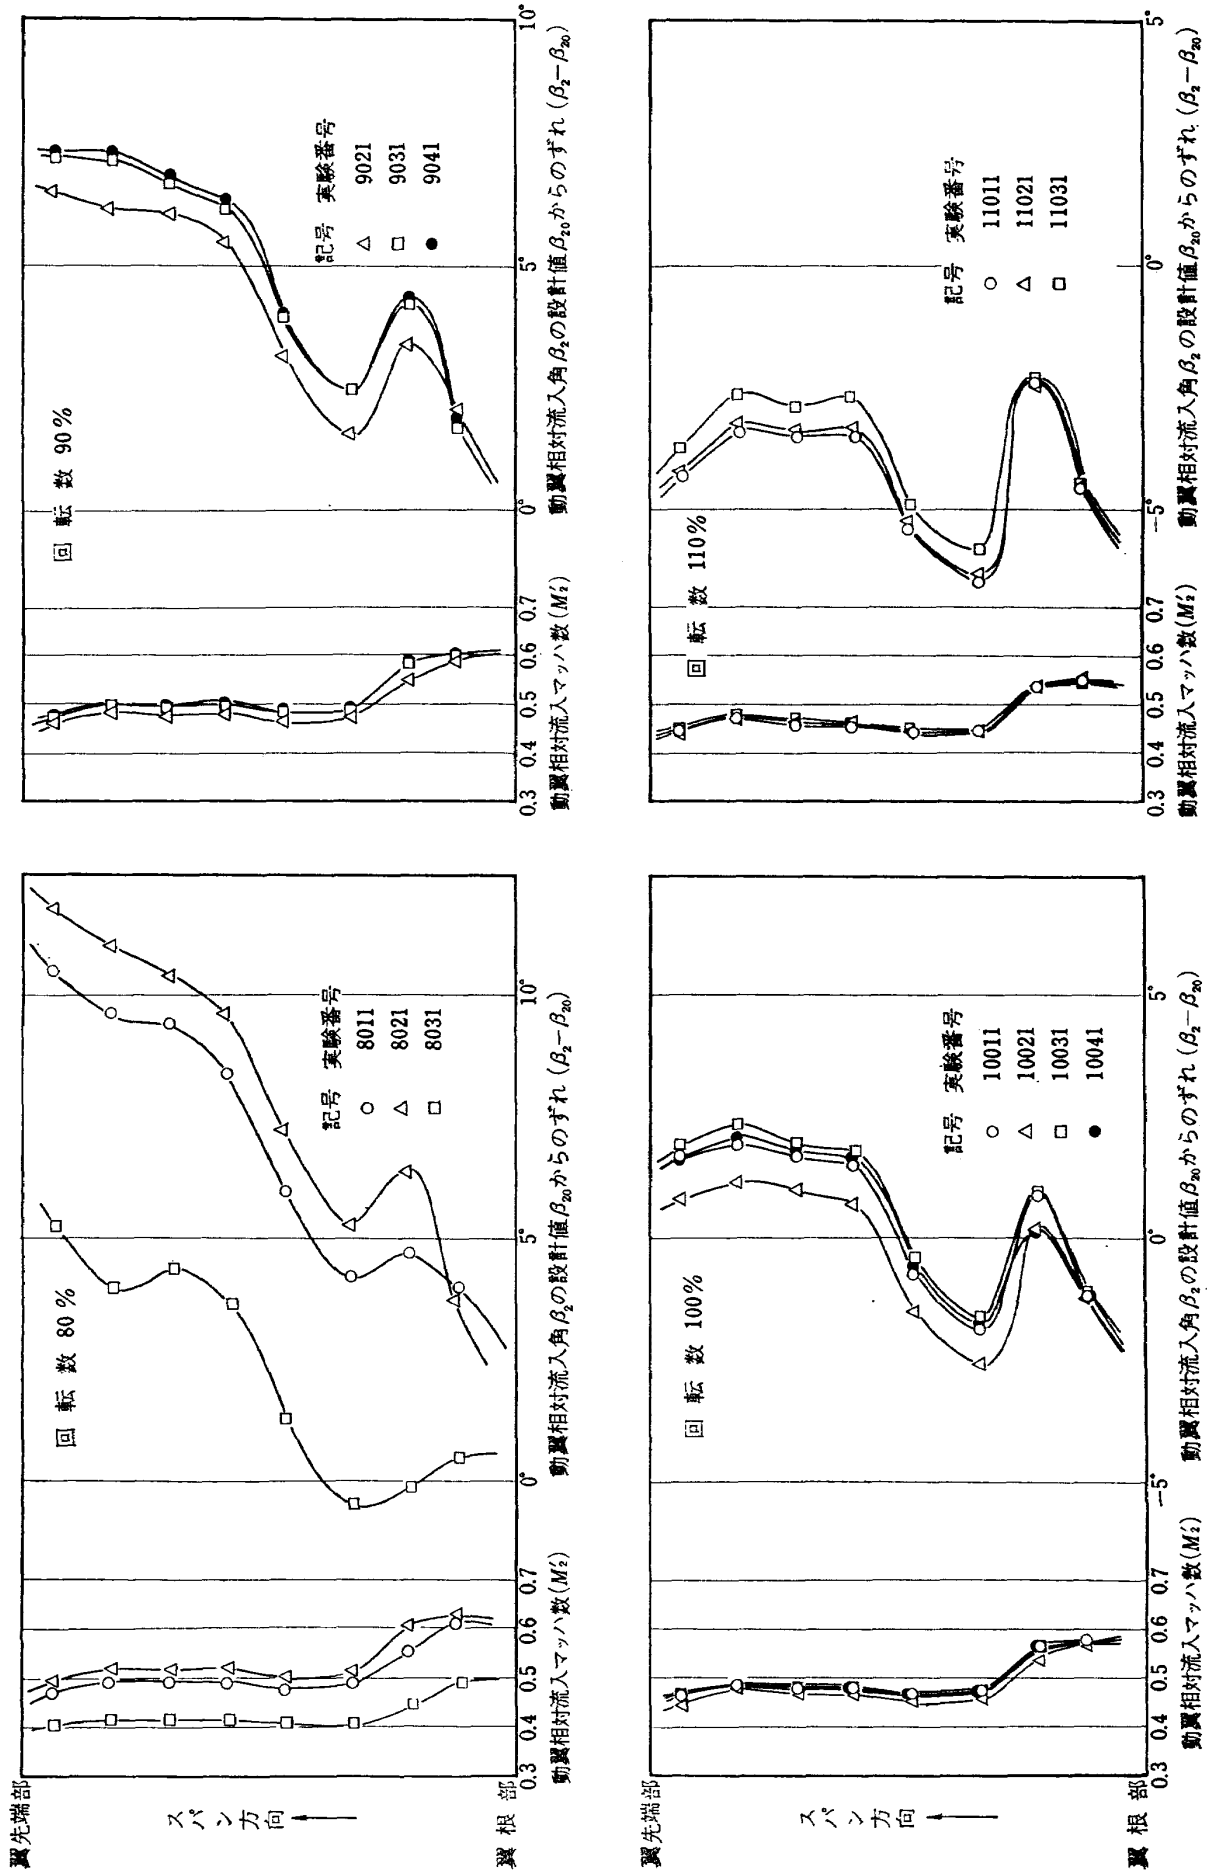 翼先端部
スパン方向
翼根部
回転数 80%
記号 実験番号
○ 8011
△ 8021
□ 8031
0.3 0.4 0.5 0.6 0.7 0° 5° 10°
動翼相対流入マッハ数(M₂′) 動翼相対流入角β₂の設計値β₂₀からのずれ(β₂−β₂₀)
回転数 90%
記号 実験番号
△ 9021
□ 9031
● 9041
0.3 0.4 0.5 0.6 0.7 0° 5° 10°
動翼相対流入マッハ数(M₂′) 動翼相対流入角β₂の設計値β₂₀からのずれ(β₂−β₂₀)
翼先端部
スパン方向
翼根部
回転数 100%
記号 実験番号
○ 10011
△ 10021
□ 10031
● 10041
0.3 0.4 0.5 0.6 0.7 −5° 0° 5°
動翼相対流入マッハ数(M₂′) 動翼相対流入角β₂の設計値β₂₀からのずれ(β₂−β₂₀)
回転数 110%
記号 実験番号
○ 11011
△ 11021
□ 11031
0.3 0.4 0.5 0.6 0.7 −5° 0° 5°
動翼相対流入マッハ数(M₂′) 動翼相対流入角β₂の設計値β₂₀からのずれ(β₂−β₂₀)